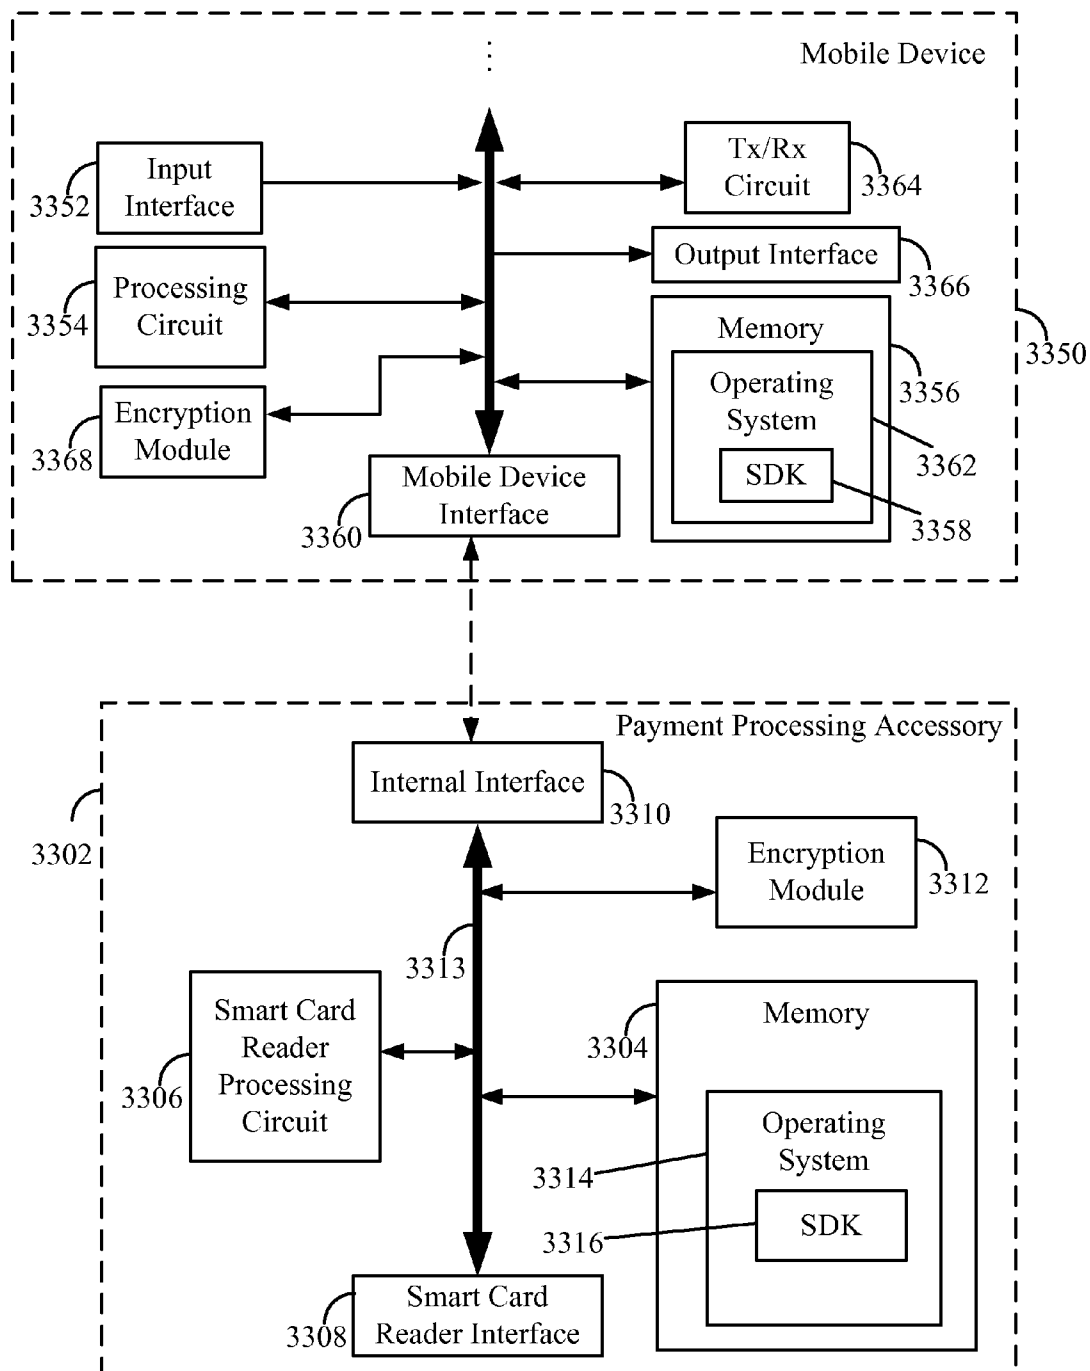 Mobile Device
Input
Interface
3352
Tx/Rx
Circuit
3364
Output Interface
3366
Processing
Circuit
3354
Memory
3356
3350
Operating
System
3362
SDK
3358
Encryption
Module
3368
Mobile Device
Interface
3360
Payment Processing Accessory
Internal Interface
3310
3302
Encryption
Module
3312
3313
Smart Card
Reader
Processing
Circuit
3306
Memory
3304
Operating
System
3314
SDK
3316
Smart Card
Reader Interface
3308